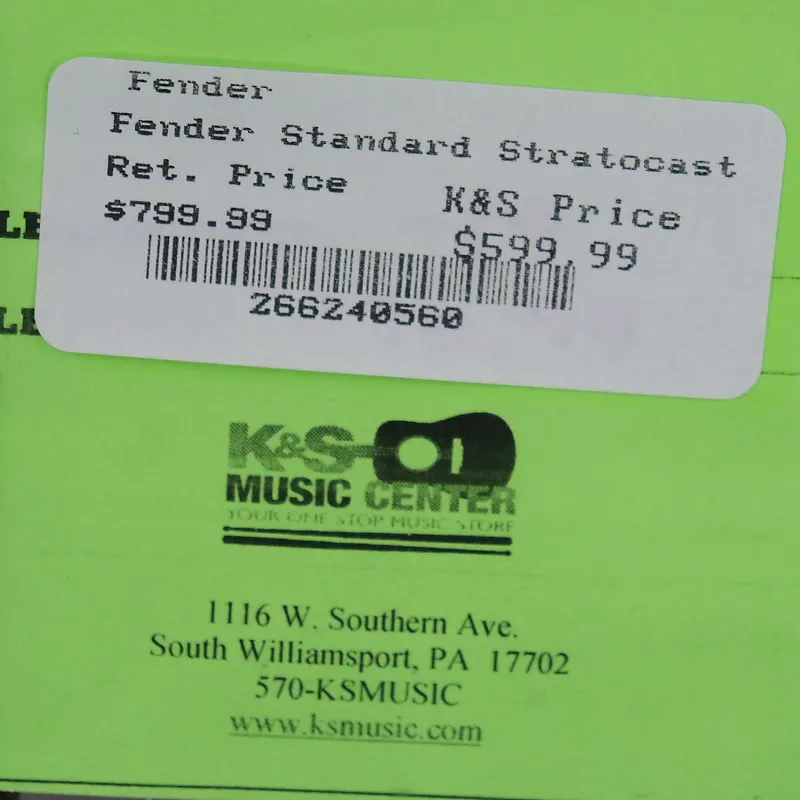 Fender
Fender Standard Stratocast
Ret. Price
K&S Price
$799.99
$599.99
266240560
K&S
MUSIC CENTER
YOUR ONE STOP MUSIC STORE
1116 W. Southern Ave.
South Williamsport, PA 17702
570-KSMUSIC
www.ksmusic.com